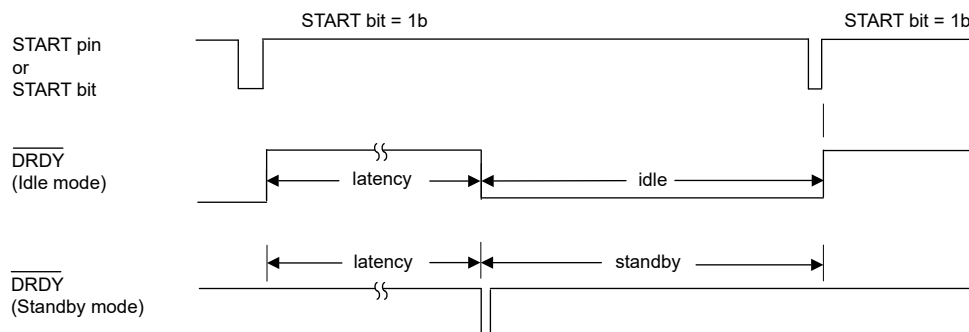 START bit = 1b
START bit = 1b
START pin
or
START bit
DRDY
(Idle mode)
latency
idle
DRDY
(Standby mode)
latency
standby